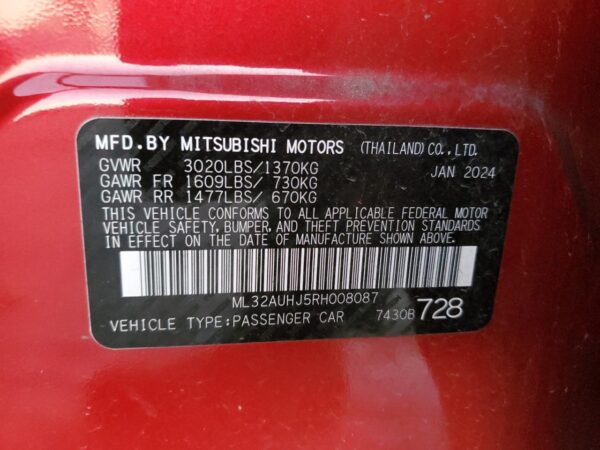 MFD.BY MITSUBISHI MOTORS (THAILAND) CO., LTD.
GVWR 3020LBS/1370KG JAN 2024
GAWR FR 1609LBS/ 730KG
GAWR RR 1477LBS/ 670KG
THIS VEHICLE CONFORMS TO ALL APPLICABLE FEDERAL MOTOR
VEHICLE SAFETY, BUMPER, AND THEFT PREVENTION STANDARDS
IN EFFECT ON THE DATE OF MANUFACTURE SHOWN ABOVE.
ML32AUHJ5RH008087
VEHICLE TYPE:PASSENGER CAR 7430B 728